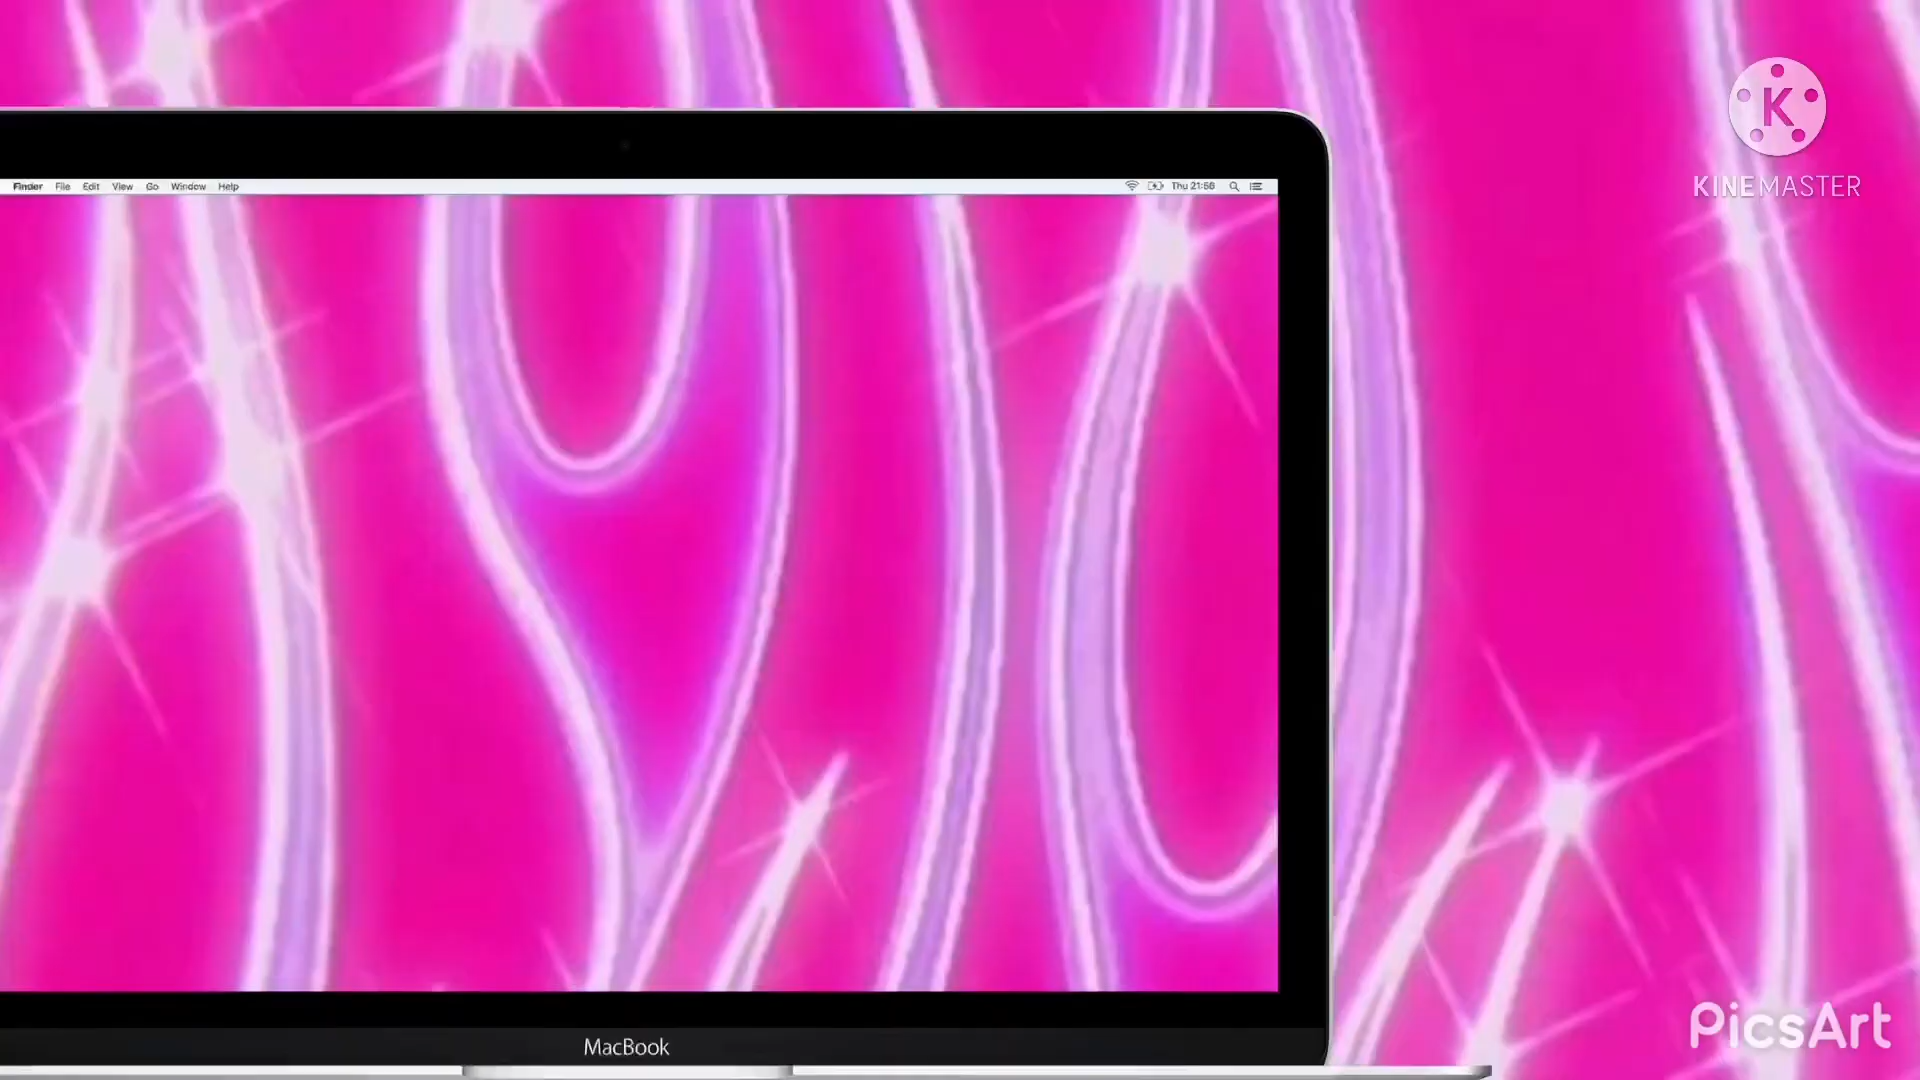 K
KINEMASTER
Finder File Edit View Go Window Help
Thu 21:56
MacBook
PicsArt